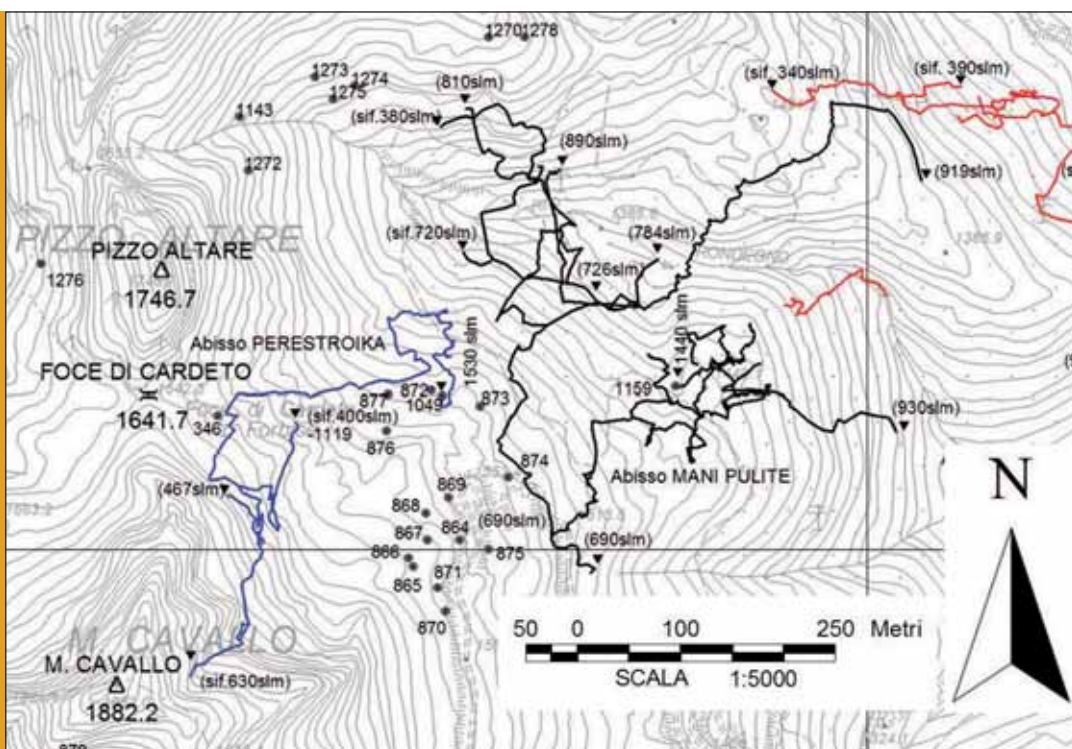 1270 1278
1273
1274
1275
(810slm)
(sif. 340slm)
(sif. 390slm)
1143
(sif.380slm)
1272
(890slm)
(919slm)
PIZZO ALTARE
PIZZO ALTARE
1746.7
1276
(sif.720slm)
(784slm)
(726slm)
1366.9
Abisso PERESTROIKA
1530 slm
1440 slm
FOCE DI CARDETO
1641.7
872
877
1049
873
1159
346
(sif.400slm)
-1119
876
(930slm)
874
Abisso MANI PULITE
(467slm)
869
868
(690slm)
867
864
875
(690slm)
866
865
871
870
N
M. CAVALLO
M. CAVALLO
1882.2
(sif.630slm)
50 0 100 250 Metri
SCALA 1:5000